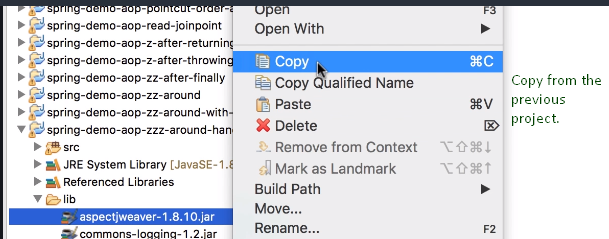 spring-demo-aop-pointcut-order-a
spring-demo-aop-read-joinpoint
spring-demo-aop-z-after-returning
spring-demo-aop-z-after-throwing
spring-demo-aop-zz-after-finally
spring-demo-aop-zz-around
spring-demo-aop-zz-around-with-
spring-demo-aop-zzz-around-hand
src
JRE System Library [JavaSE-1.8
Referenced Libraries
lib
aspectjweaver-1.8.10.jar
commons-logging-1.2.jar
Open F3
Open With
Copy ⌘C
Copy Qualified Name
Paste ⌘V
Delete ⌦
Remove from Context ⌥⇧⌘↓
Mark as Landmark ⌥⇧⌘↑
Build Path
Move...
Rename... F2
Copy from the
previous
project.